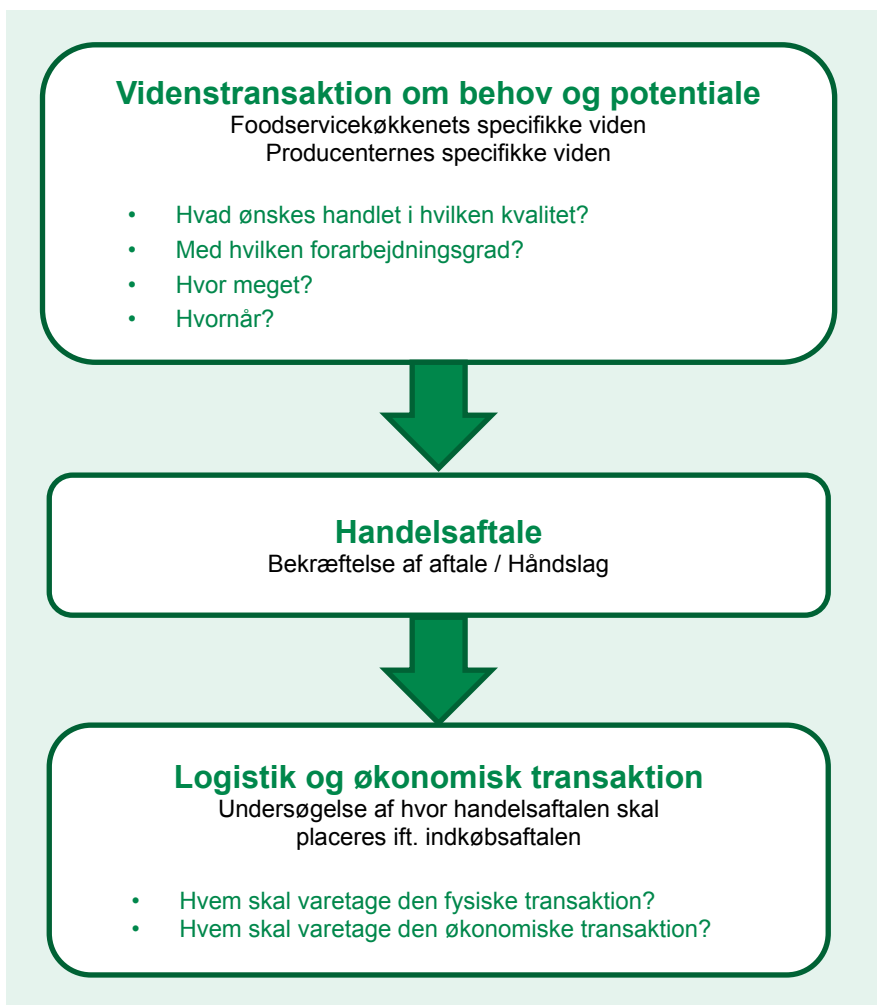 Videnstransaktion om behov og potentiale
Foodservicekøkkenets specifikke viden
Producenternes specifikke viden
• Hvad ønskes handlet i hvilken kvalitet?
• Med hvilken forarbejdningsgrad?
• Hvor meget?
• Hvornår?
Handelsaftale
Bekræftelse af aftale / Håndslag
Logistik og økonomisk transaktion
Undersøgelse af hvor handelsaftalen skal
placeres ift. indkøbsaftalen
• Hvem skal varetage den fysiske transaktion?
• Hvem skal varetage den økonomiske transaktion?